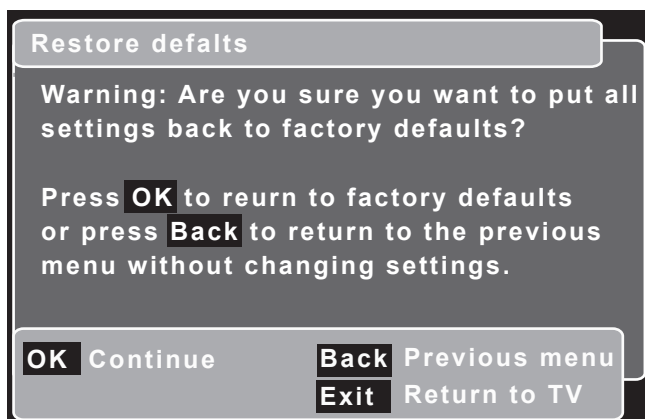 Restore defalts
Warning: Are you sure you want to put all
settings back to factory defaults?
Press OK to reurn to factory defaults
or press Back to return to the previous
menu without changing settings.
OK Continue Back Previous menu
Exit Return to TV